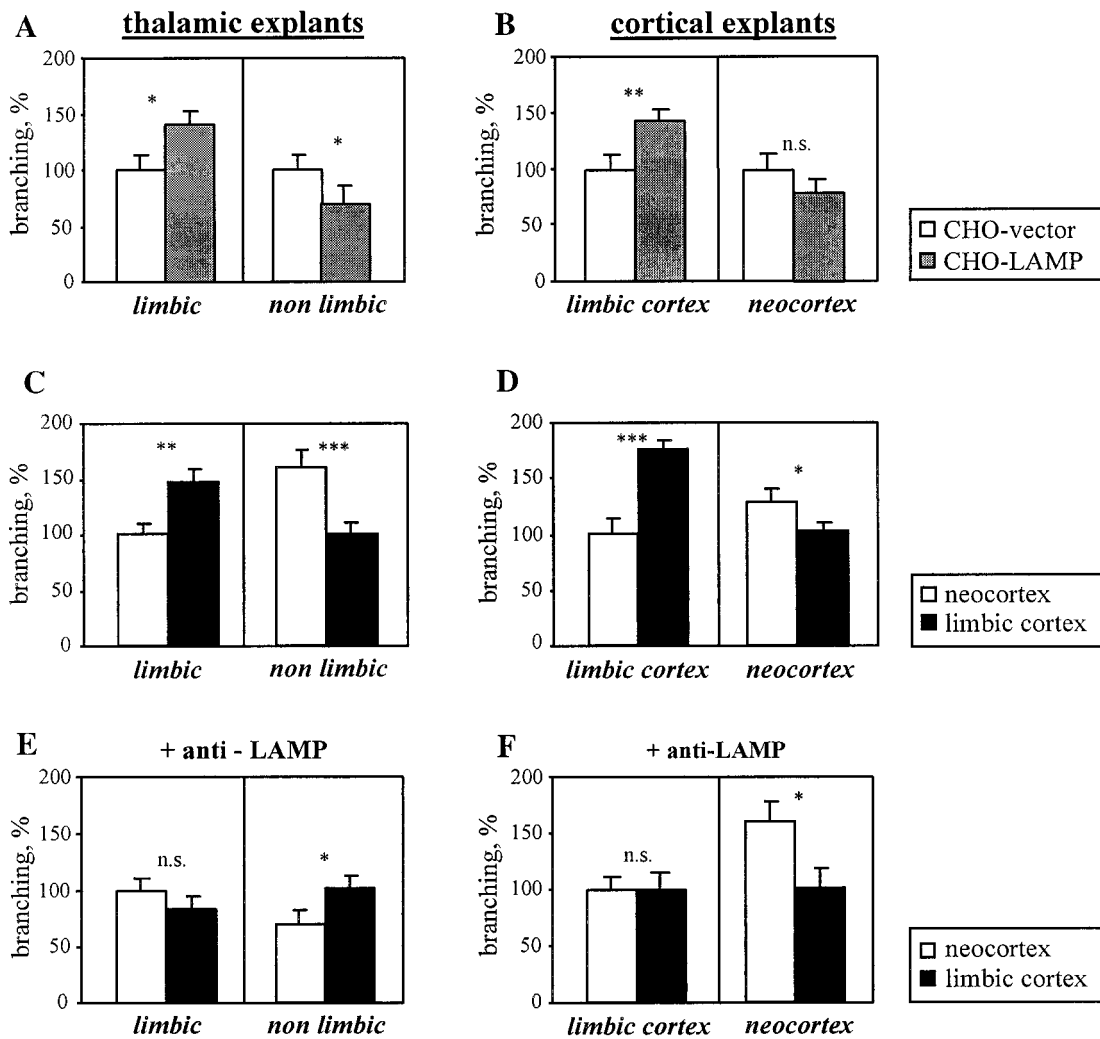 A thalamic explants
B cortical explants
branching, %
200
150
100
50
0
*
*
limbic
non limbic
branching, %
200
150
100
50
0
**
n.s.
limbic cortex
neocortex
CHO-vector
CHO-LAMP
C
branching, %
200
150
100
50
0
**
***
limbic
non limbic
D
branching, %
200
150
100
50
0
***
*
limbic cortex
neocortex
neocortex
limbic cortex
E
+ anti - LAMP
branching, %
200
150
100
50
0
n.s.
*
limbic
non limbic
F
+ anti-LAMP
branching, %
200
150
100
50
0
n.s.
*
limbic cortex
neocortex
neocortex
limbic cortex